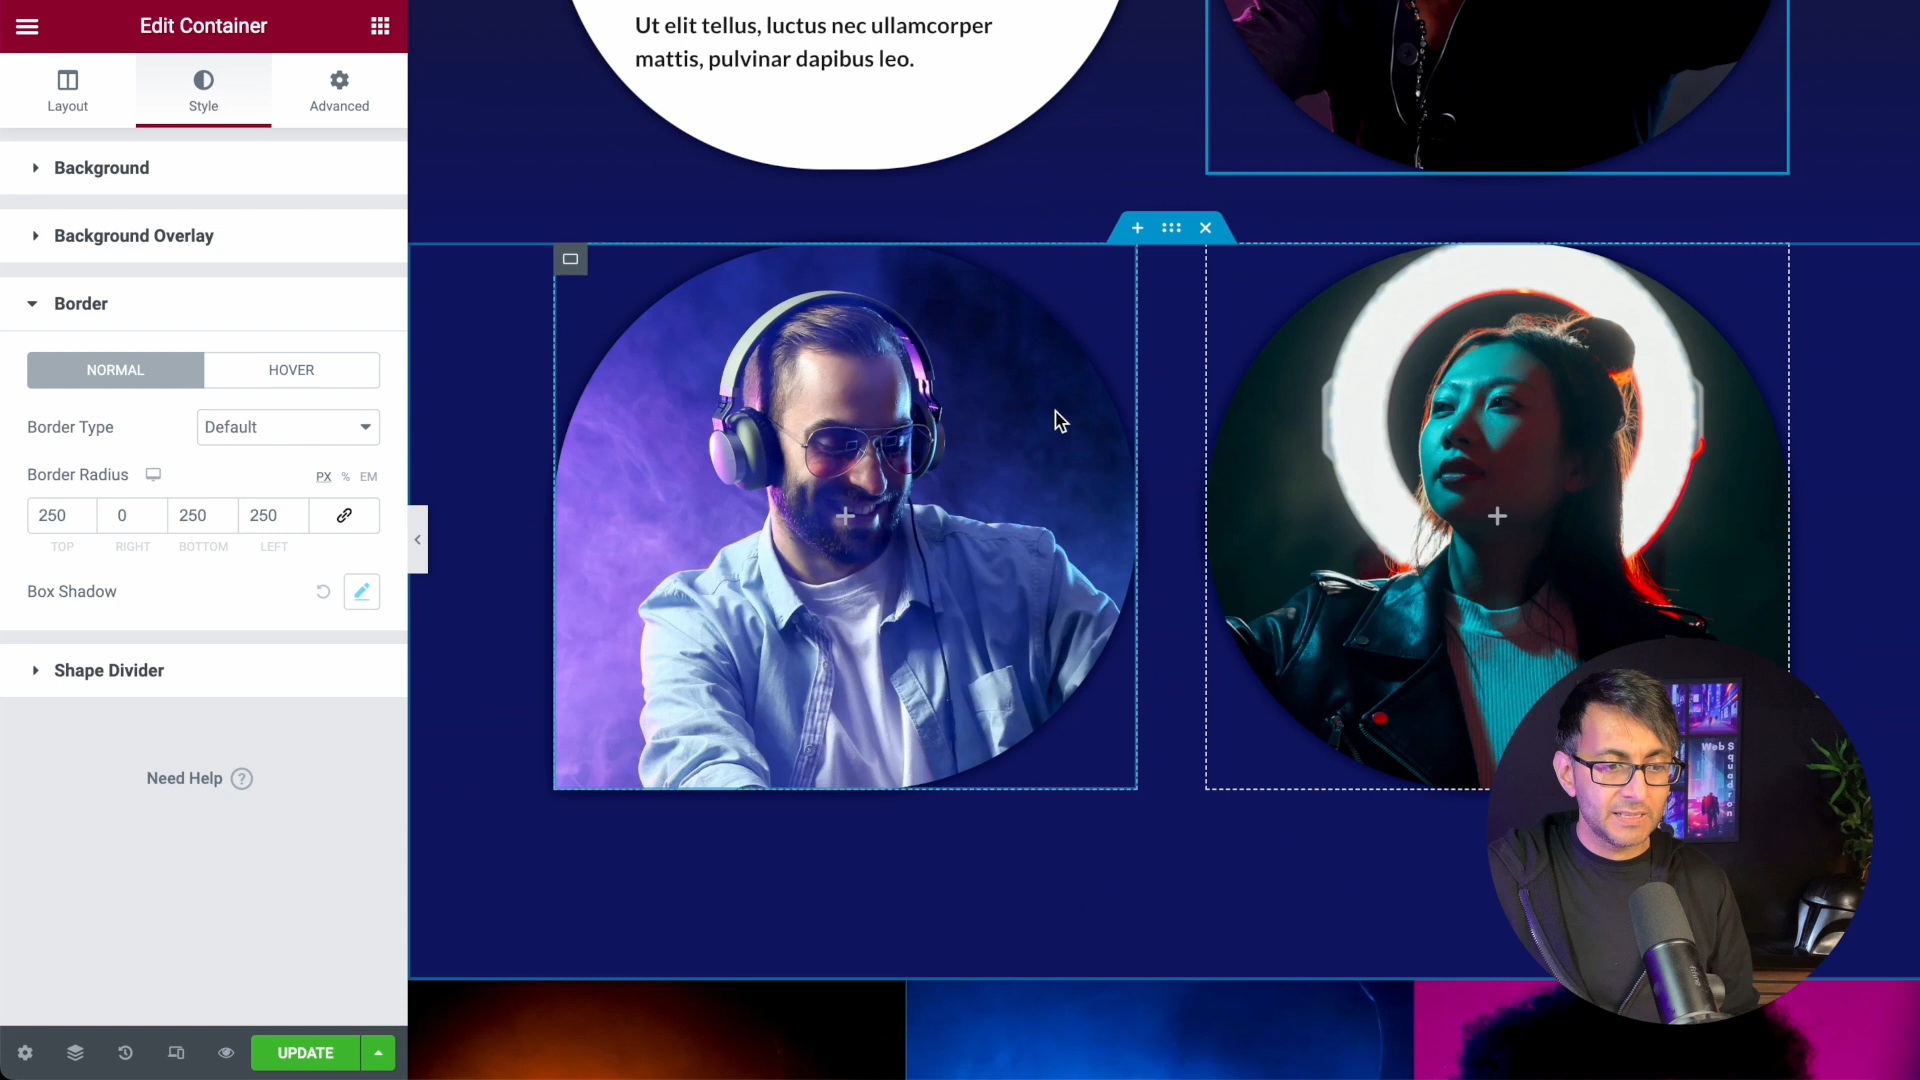 Edit Container
Layout
Style
Advanced
Background
Background Overlay
Border
NORMAL
HOVER
Border Type
Default
Border Radius
PX % EM
250 0 250 250
TOP RIGHT BOTTOM LEFT
Box Shadow
Shape Divider
Need Help ?
UPDATE
Ut elit tellus, luctus nec ullamcorper
mattis, pulvinar dapibus leo.
Web Squadron